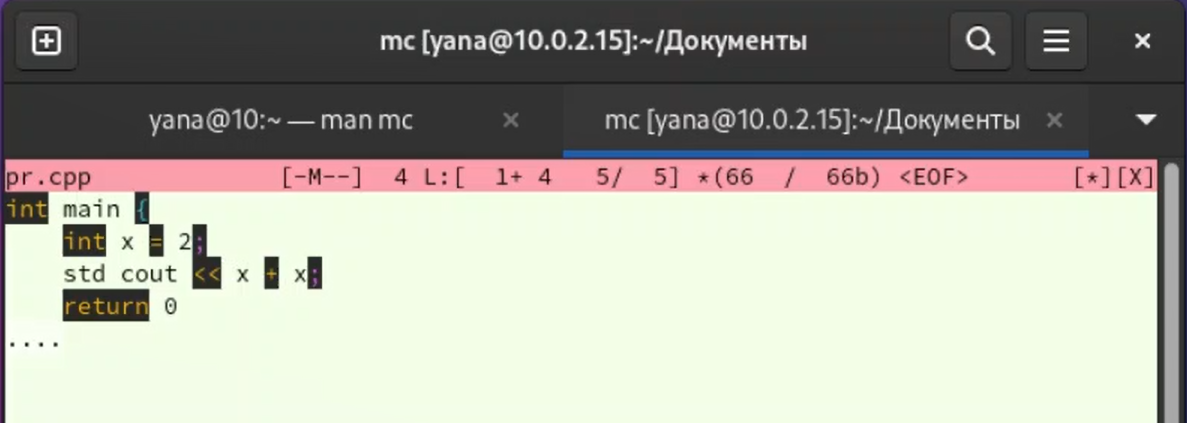 mc [yana@10.0.2.15]:~/Документы
yana@10:~ — man mc
mc [yana@10.0.2.15]:~/Документы
pr.cpp [-M--] 4 L:[ 1+ 4 5/ 5] *(66 / 66b) <EOF> [*][X]
int main {
int x = 2;
std cout << x + x;
return 0
....